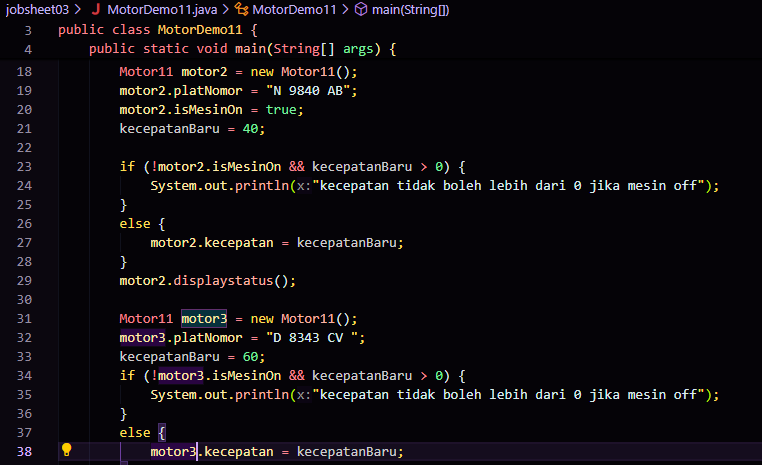 jobsheet03 > J MotorDemo11.java > MotorDemo11 > main(String[])
3 public class MotorDemo11 {
4     public static void main(String[] args) {
18         Motor11 motor2 = new Motor11();
19         motor2.platNomor = "N 9840 AB";
20         motor2.isMesinOn = true;
21         kecepatanBaru = 40;
22
23         if (!motor2.isMesinOn && kecepatanBaru > 0) {
24             System.out.println(x:"kecepatan tidak boleh lebih dari 0 jika mesin off");
25         }
26         else {
27             motor2.kecepatan = kecepatanBaru;
28         }
29         motor2.displaystatus();
30
31         Motor11 motor3 = new Motor11();
32         motor3.platNomor = "D 8343 CV ";
33         kecepatanBaru = 60;
34         if (!motor3.isMesinOn && kecepatanBaru > 0) {
35             System.out.println(x:"kecepatan tidak boleh lebih dari 0 jika mesin off");
36         }
37         else {
38             motor3.kecepatan = kecepatanBaru;